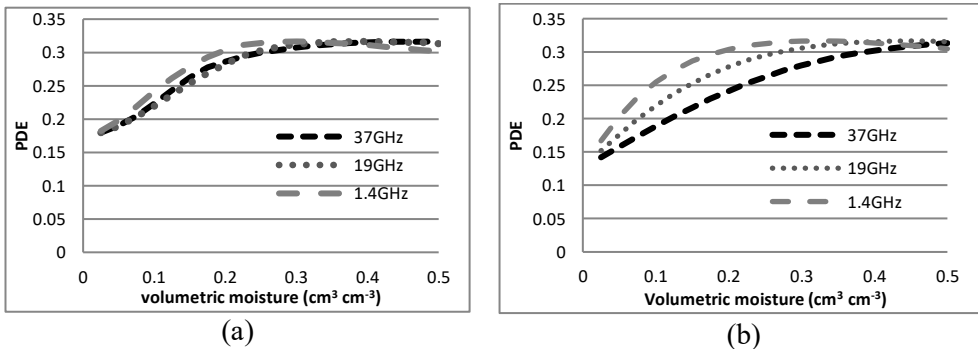 0.35
0.3
0.25
0.2
0.15
0.1
0.05
0
PDE
37GHz
19GHz
1.4GHz
0 0.1 0.2 0.3 0.4 0.5
volumetric moisture (cm³ cm⁻³)
(a)
0.35
0.3
0.25
0.2
0.15
0.1
0.05
0
PDE
37GHz
19GHz
1.4GHz
0 0.1 0.2 0.3 0.4 0.5
Volumetric moisture (cm³ cm⁻³)
(b)